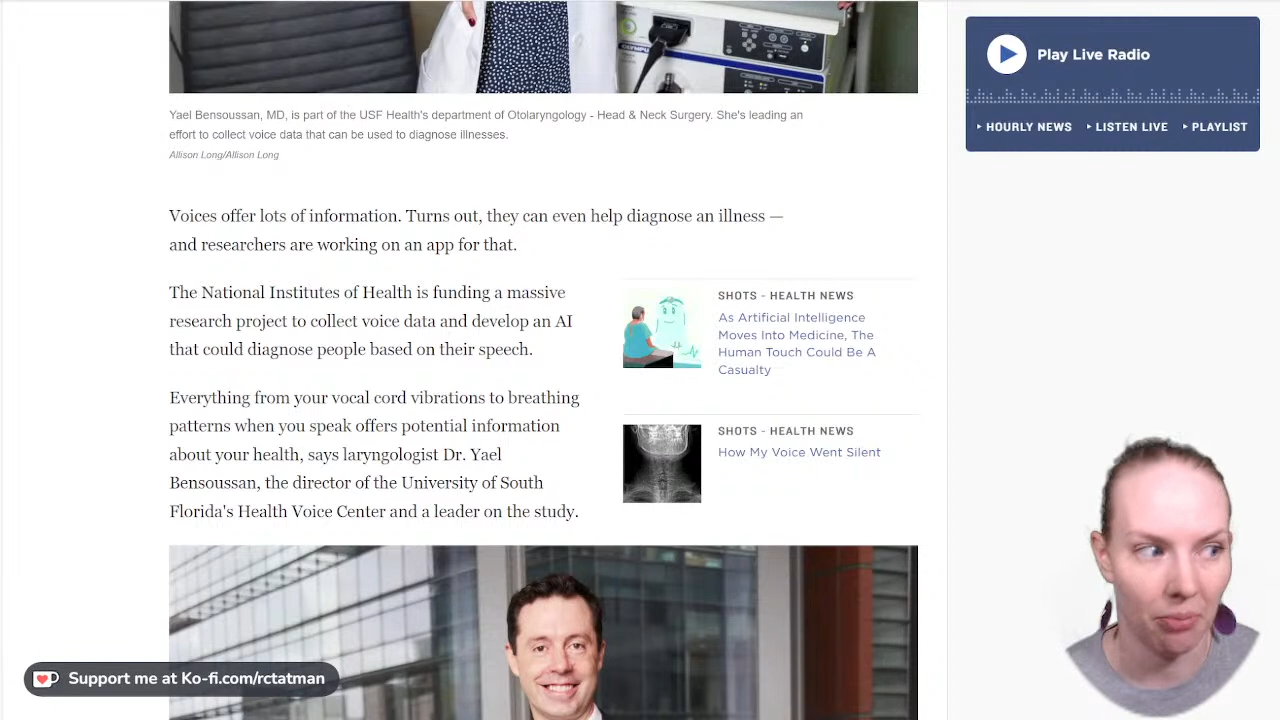 OLYMPUS
Play Live Radio
HOURLY NEWS
LISTEN LIVE
PLAYLIST
Yael Bensoussan, MD, is part of the USF Health's department of Otolaryngology - Head & Neck Surgery. She's leading an
effort to collect voice data that can be used to diagnose illnesses.
Allison Long/Allison Long
Voices offer lots of information. Turns out, they can even help diagnose an illness —
and researchers are working on an app for that.
The National Institutes of Health is funding a massive
research project to collect voice data and develop an AI
that could diagnose people based on their speech.
Everything from your vocal cord vibrations to breathing
patterns when you speak offers potential information
about your health, says laryngologist Dr. Yael
Bensoussan, the director of the University of South
Florida's Health Voice Center and a leader on the study.
SHOTS - HEALTH NEWS
As Artificial Intelligence
Moves Into Medicine, The
Human Touch Could Be A
Casualty
SHOTS - HEALTH NEWS
How My Voice Went Silent
Support me at Ko-fi.com/rctatman